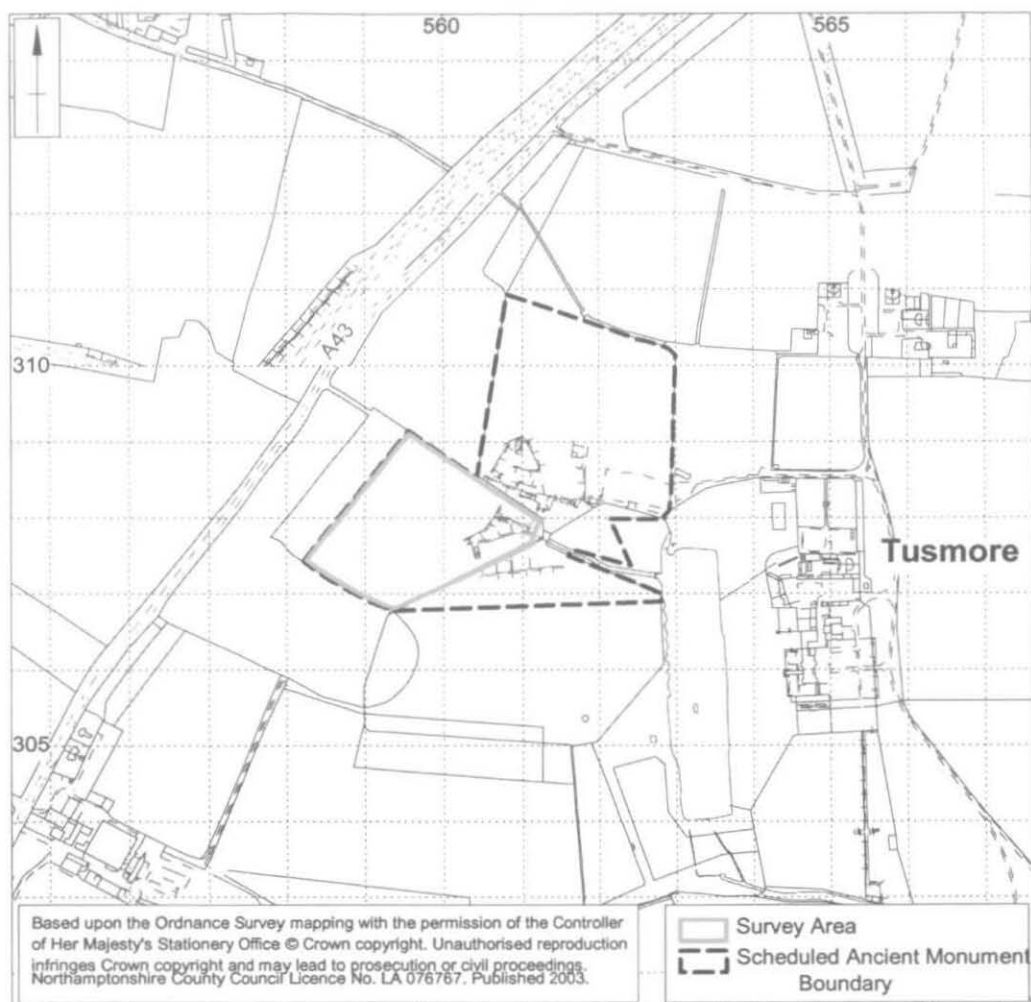 560
565
A43
310
Tusmore
305
Based upon the Ordnance Survey mapping with the permission of the Controller
of Her Majesty's Stationery Office © Crown copyright. Unauthorised reproduction
infringes Crown copyright and may lead to prosecution or civil proceedings.
Northamptonshire County Council Licence No. LA 076767. Published 2003.
Survey Area
Scheduled Ancient Monument
Boundary